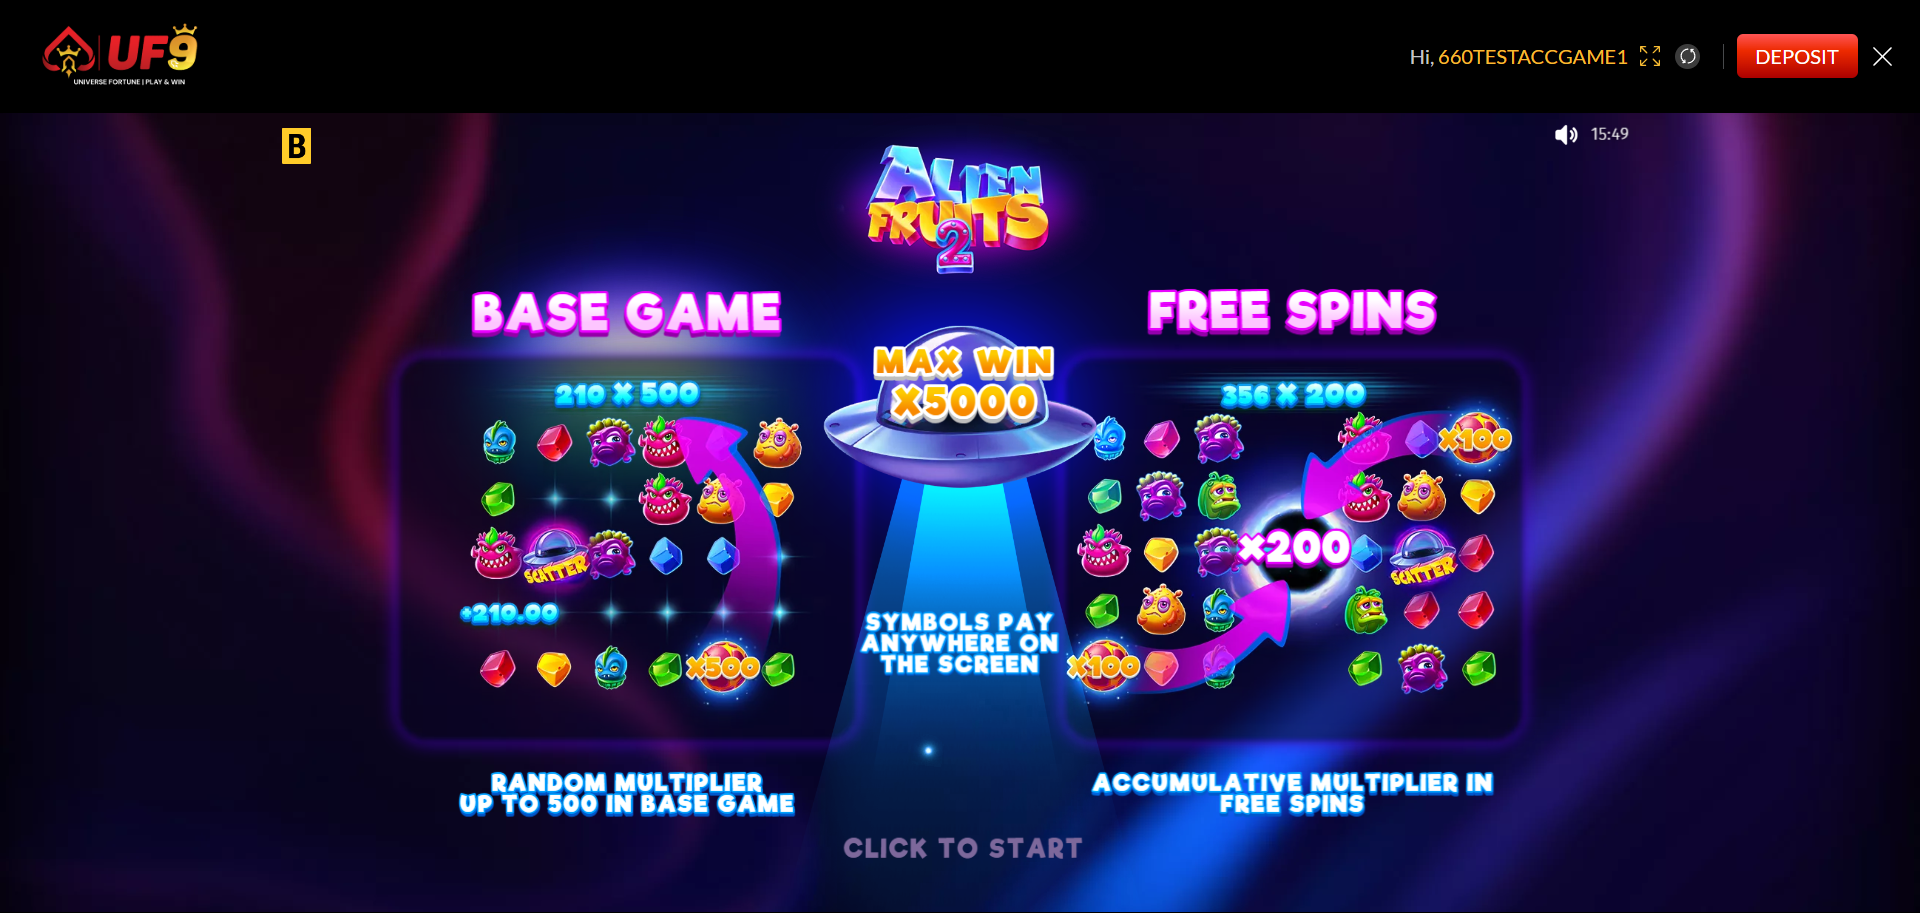 UF9
UNIVERSE FORTUNE | PLAY & WIN
Hi, 660TESTACCGAME1
DEPOSIT
B
15:49
ALIEN
FRUITS
2
BASE GAME
FREE SPINS
MAX WIN
X5000
210 X 500
356 X 200
X100
SCATTER
X200
SCATTER
+210.00
X500
X100
SYMBOLS PAY
ANYWHERE ON
THE SCREEN
RANDOM MULTIPLIER
UP TO 500 IN BASE GAME
ACCUMULATIVE MULTIPLIER IN
FREE SPINS
CLICK TO START